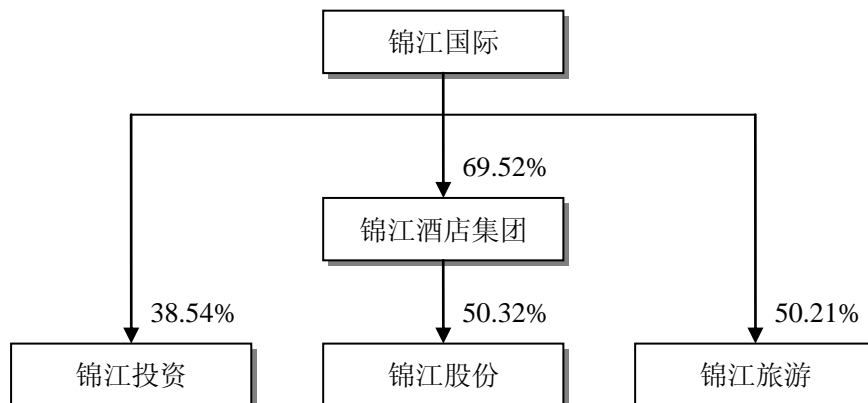 锦江国际
69.52%
锦江酒店集团
38.54%
50.32%
50.21%
锦江投资
锦江股份
锦江旅游